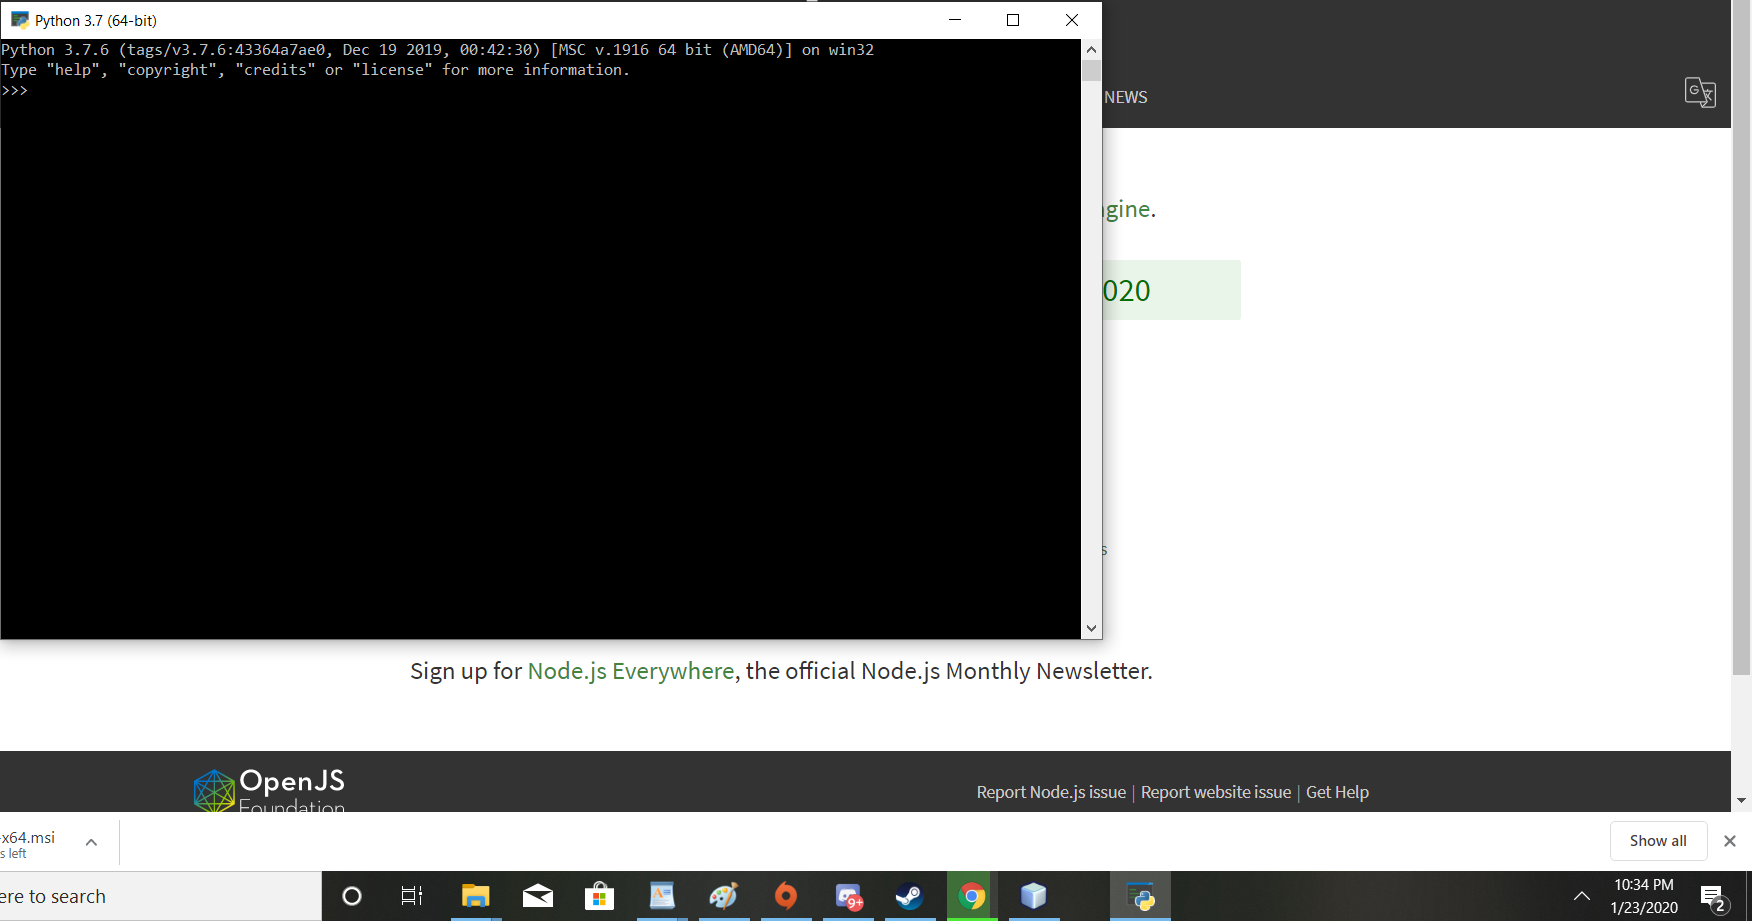 Python 3.7 (64-bit)
Python 3.7.6 (tags/v3.7.6:43364a7ae0, Dec 19 2019, 00:42:30) [MSC v.1916 64 bit (AMD64)] on win32
Type "help", "copyright", "credits" or "license" for more information.
>>>
NEWS
ngine.
020
s
Sign up for Node.js Everywhere, the official Node.js Monthly Newsletter.
OpenJS
Foundation
Report Node.js issue | Report website issue | Get Help
-x64.msi
s left
Show all
ere to search
9+
10:34 PM
1/23/2020
2